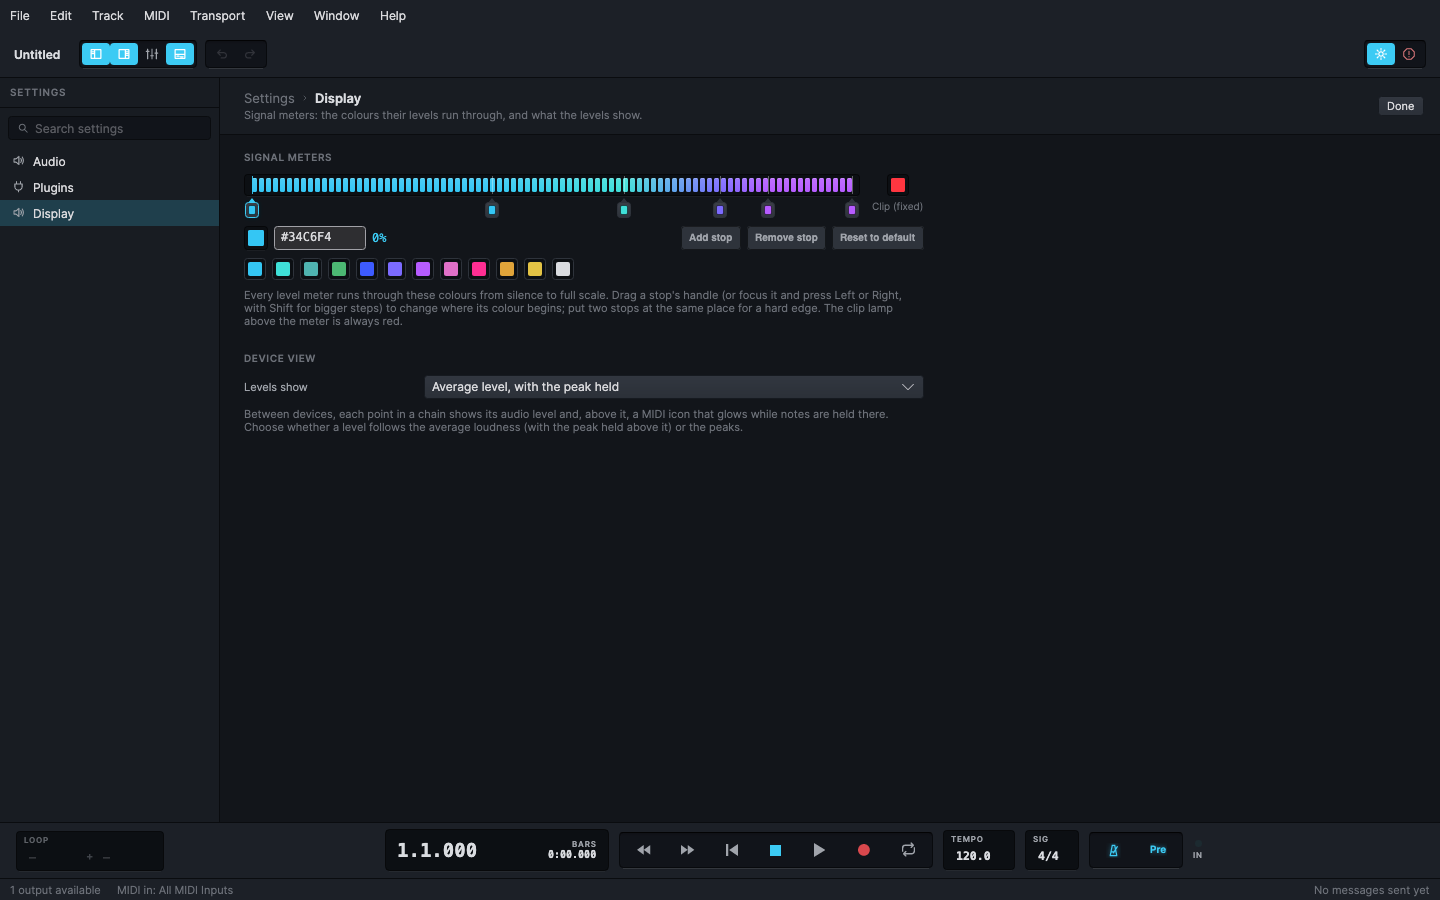 File Edit Track MIDI Transport View Window Help
Untitled
SETTINGS
Search settings
Audio
Plugins
Display
Settings › Display
Signal meters: the colours their levels run through, and what the levels show.
Done
SIGNAL METERS
Clip (fixed)
#34C6F4 0%
Add stop Remove stop Reset to default
Every level meter runs through these colours from silence to full scale. Drag a stop's handle (or focus it and press Left or Right,
with Shift for bigger steps) to change where its colour begins; put two stops at the same place for a hard edge. The clip lamp
above the meter is always red.
DEVICE VIEW
Levels show Average level, with the peak held
Between devices, each point in a chain shows its audio level and, above it, a MIDI icon that glows while notes are held there.
Choose whether a level follows the average loudness (with the peak held above it) or the peaks.
LOOP
– + –
1.1.000
BARS
0:00.000
TEMPO
120.0
SIG
4/4
Pre
IN
1 output available MIDI in: All MIDI Inputs
No messages sent yet